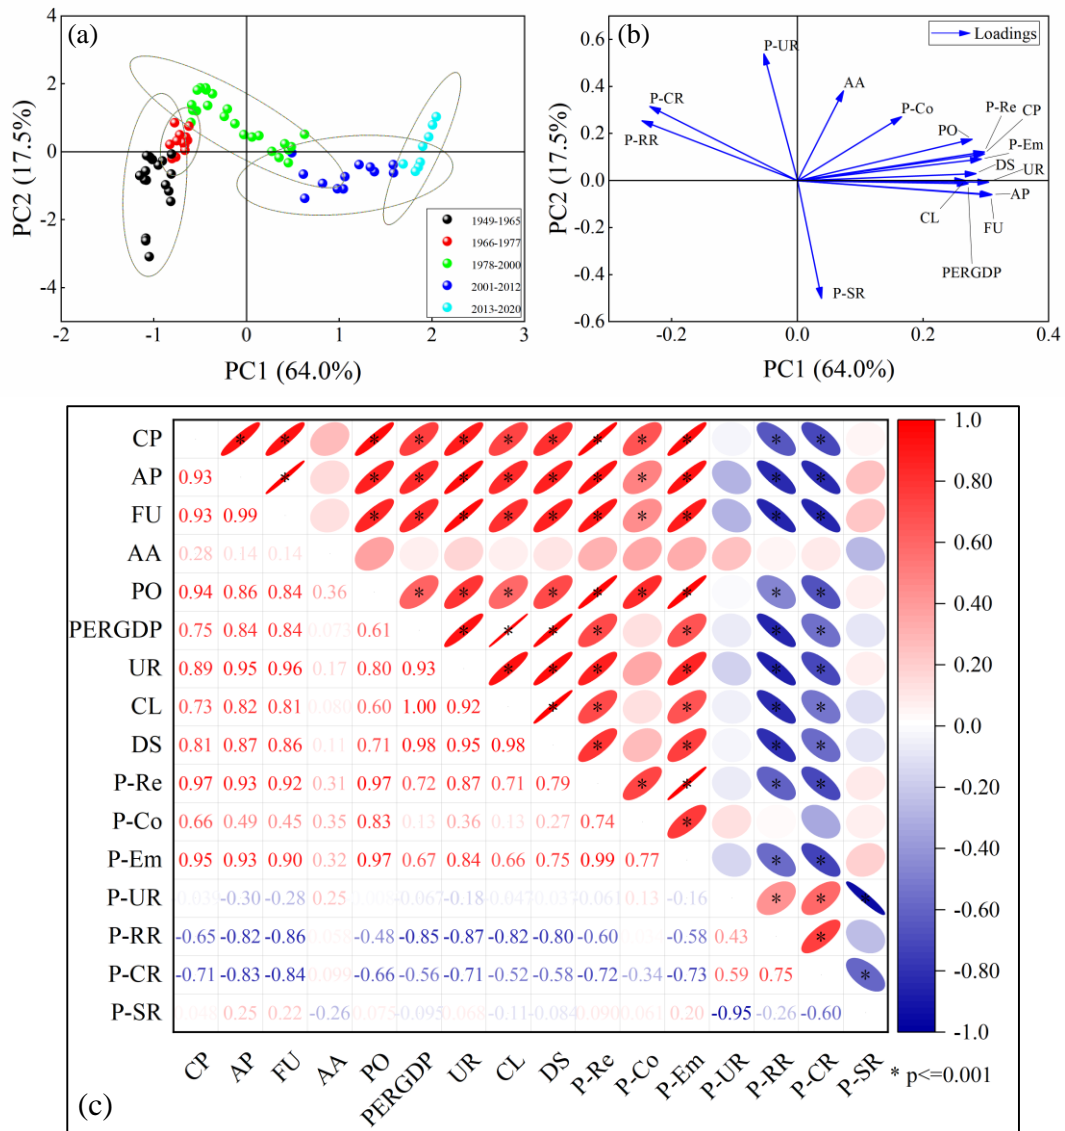 (a)
4
2
0
-2
-4
PC2 (17.5%)
-2
-1
0
1
2
3
PC1 (64.0%)
1949-1965
1966-1977
1978-2000
2001-2012
2013-2020
(b)
Loadings
0.6
0.4
0.2
0.0
-0.2
-0.4
-0.6
PC2 (17.5%)
-0.2
0.0
0.2
0.4
PC1 (64.0%)
P-UR
AA
P-CR
P-RR
P-Co
P-Re
CP
PO
P-Em
DS
UR
CL
AP
FU
PERGDP
P-SR
CP
AP 0.93
FU 0.93 0.99
AA 0.28 0.14 0.14
PO 0.94 0.86 0.84 0.36
PERGDP 0.75 0.84 0.84 0.073 0.61
UR 0.89 0.95 0.96 0.17 0.80 0.93
CL 0.73 0.82 0.81 0.080 0.60 1.00 0.92
DS 0.81 0.87 0.86 0.11 0.71 0.98 0.95 0.98
P-Re 0.97 0.93 0.92 0.31 0.97 0.72 0.87 0.71 0.79
P-Co 0.66 0.49 0.45 0.35 0.83 0.13 0.36 0.13 0.27 0.74
P-Em 0.95 0.93 0.90 0.32 0.97 0.67 0.84 0.66 0.75 0.99 0.77
P-UR -0.30 -0.28 0.25 -0.067 -0.18 -0.047 -0.061 0.13 -0.16
P-RR -0.65 -0.82 -0.86 0.058 -0.48 -0.85 -0.87 -0.82 -0.80 -0.60 -0.58 0.43
P-CR -0.71 -0.83 -0.84 0.099 -0.66 -0.56 -0.71 -0.52 -0.58 -0.72 -0.34 -0.73 0.59 0.75
P-SR 0.048 0.25 0.22 -0.26 0.075 -0.095 0.068 -0.11 -0.084 0.090 0.061 0.20 -0.95 -0.26 -0.60
CP AP FU AA PO PERGDP UR CL DS P-Re P-Co P-Em P-UR P-RR P-CR P-SR
1.0
0.80
0.60
0.40
0.20
0.0
-0.20
-0.40
-0.60
-0.80
-1.0
* p<=0.001
(c)